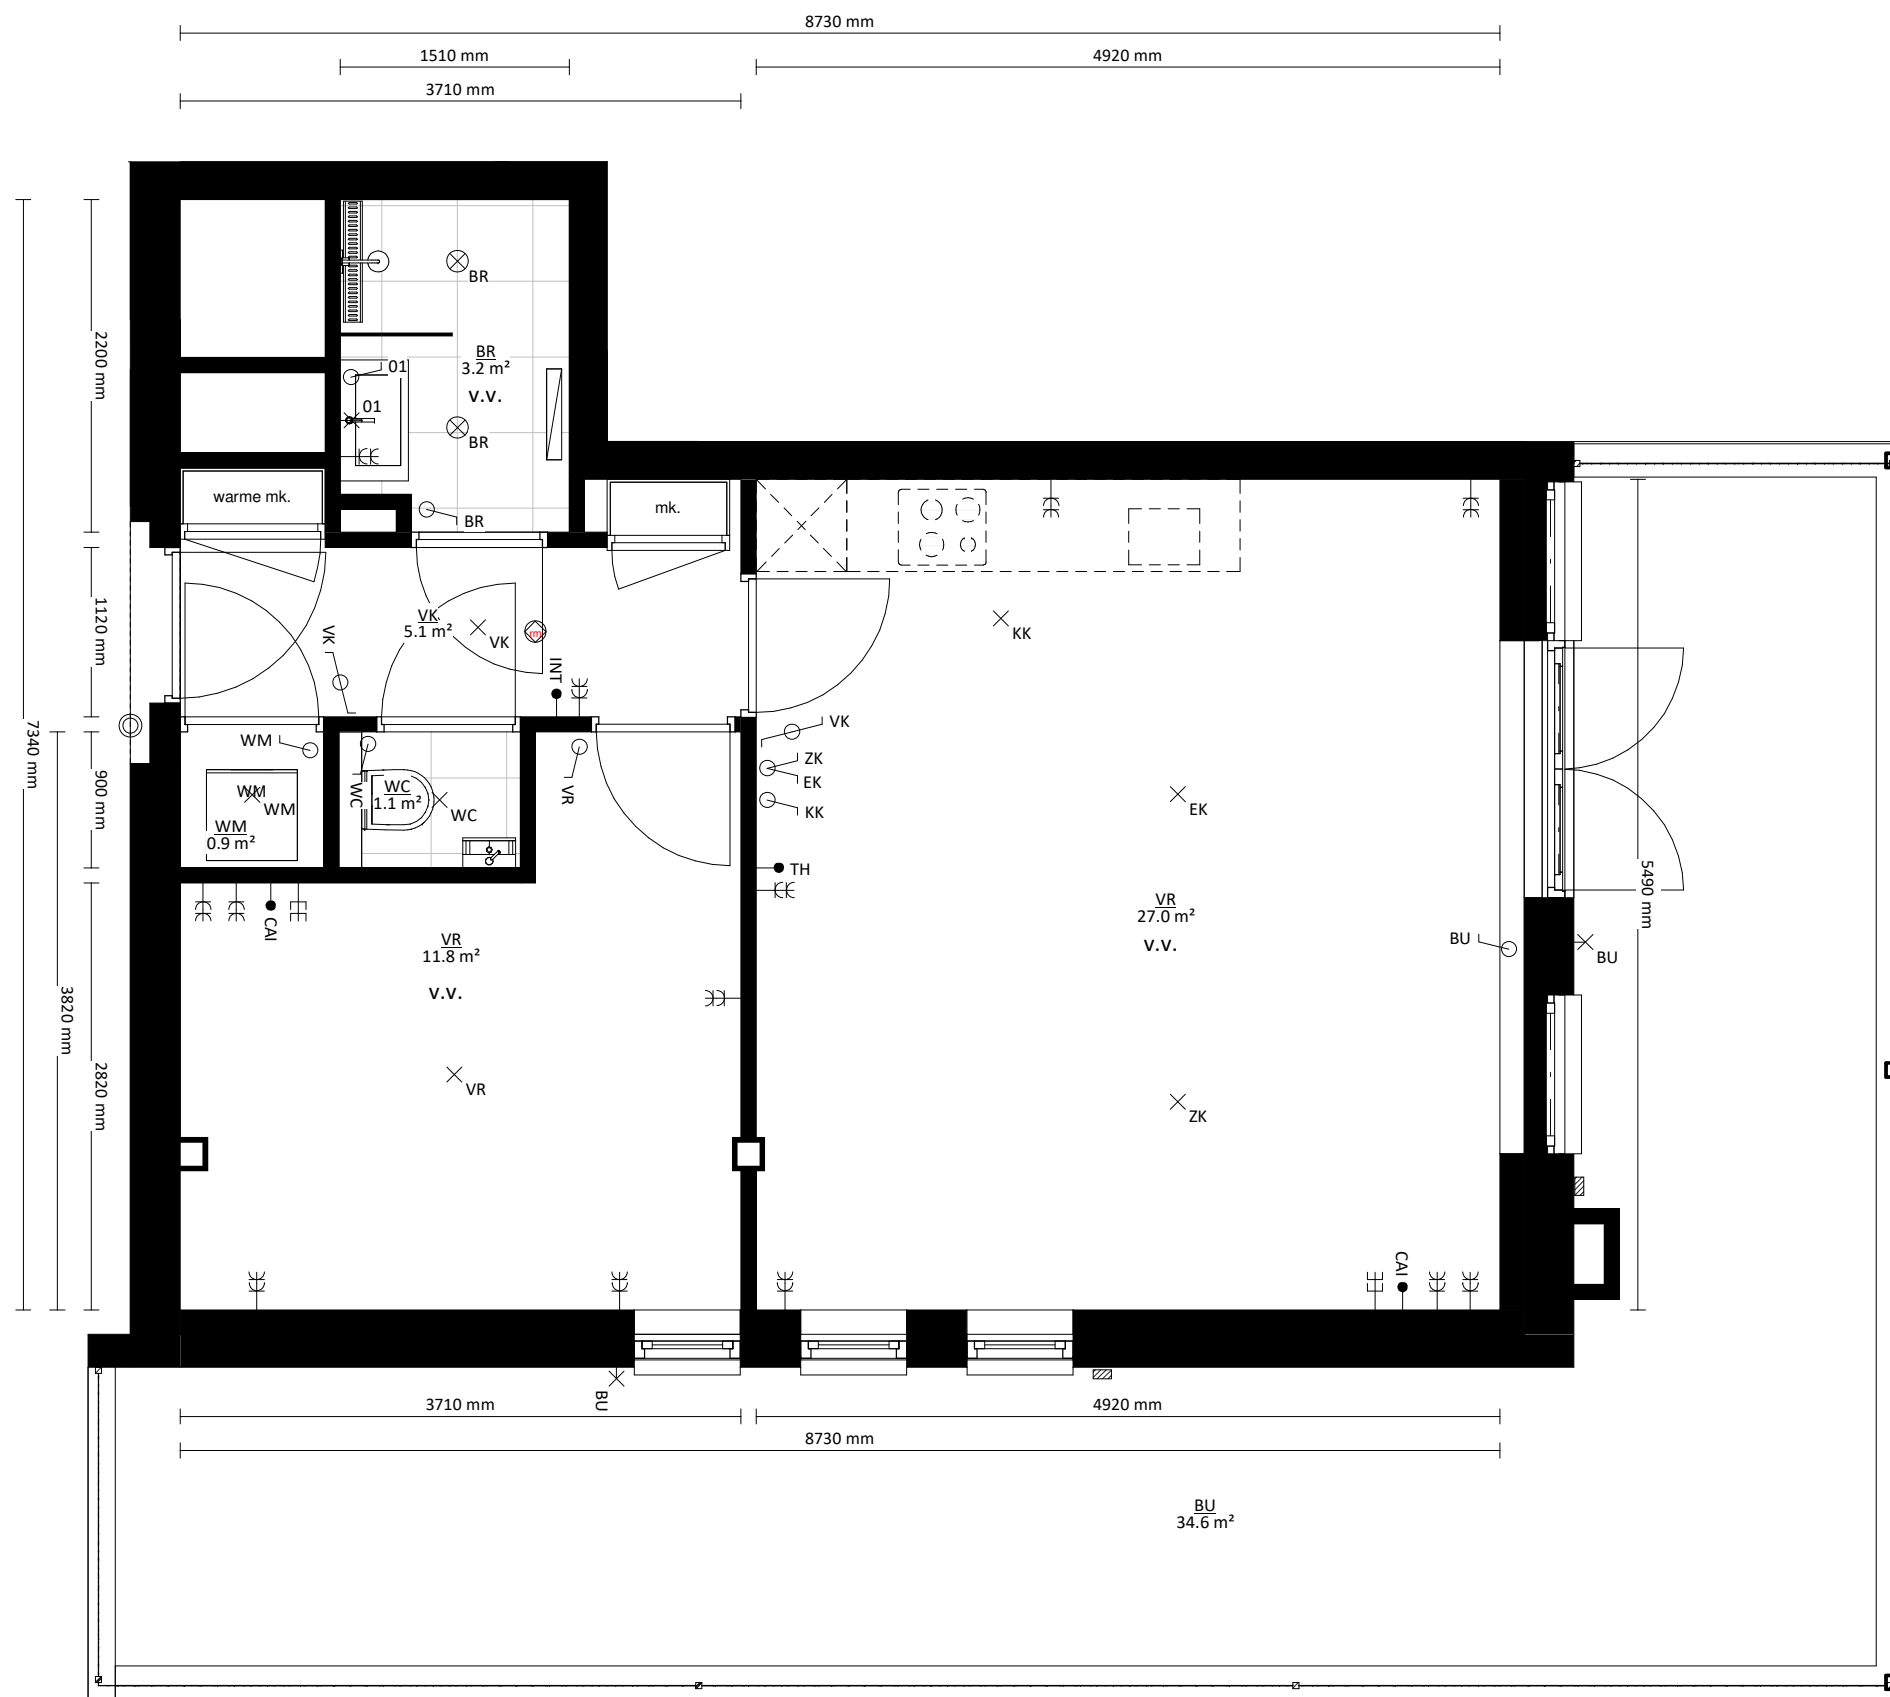 8730 mm
1510 mm
4920 mm
3710 mm
2200 mm
1120 mm
7340 mm
900 mm
3820 mm
2820 mm
BR
BR
3.2 m²
v.v.
01
01
BR
BR
warme mk.
mk.
VK
5.1 m²
VK
VK
m
INT
KK
WM
WM
WM
WM
0.9 m²
WC
WC
1.1 m²
WC
VR
VK
ZK
EK
KK
TH
EK
CAI
VR
11.8 m²
v.v.
VR
VR
27.0 m²
v.v.
BU
BU
5490 mm
ZK
CAI
BU
3710 mm
4920 mm
8730 mm
BU
34.6 m²